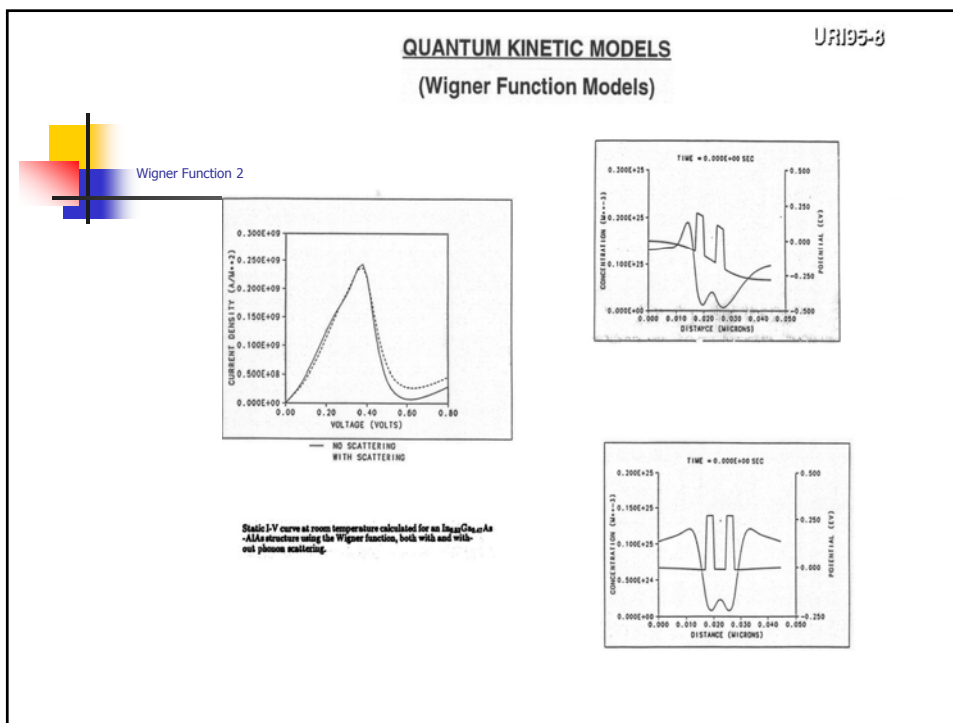 URI95-8
QUANTUM KINETIC MODELS
(Wigner Function Models)
Wigner Function 2
0.300E+09
0.250E+09
0.200E+09
0.150E+09
0.100E+09
0.500E+08
0.000E+00
CURRENT DENSITY (A/M**2)
0.00 0.20 0.40 0.60 0.80
VOLTAGE (VOLTS)
NO SCATTERING
WITH SCATTERING
Static I-V curve at room temperature calculated for an In0.53Ga0.47As
-AlAs structure using the Wigner function, both with and with-
out phonon scattering.
TIME = 0.000E+00 SEC
0.300E+25
0.200E+25
0.100E+25
0.000E+00
CONCENTRATION (M**-3)
0.500
0.250
0.000
-0.250
-0.500
POTENTIAL (EV)
0.000 0.010 0.020 0.030 0.040 0.050
DISTAYCE (MICRONS)
TIME = 0.000E+00 SEC
0.200E+25
0.150E+25
0.100E+25
0.500E+24
0.000E+00
CONCENTRATION (M**-3)
0.500
0.250
0.000
-0.250
POTENTIAL (EV)
0.000 0.010 0.020 0.030 0.040 0.050
DISTANCE (MICRONS)